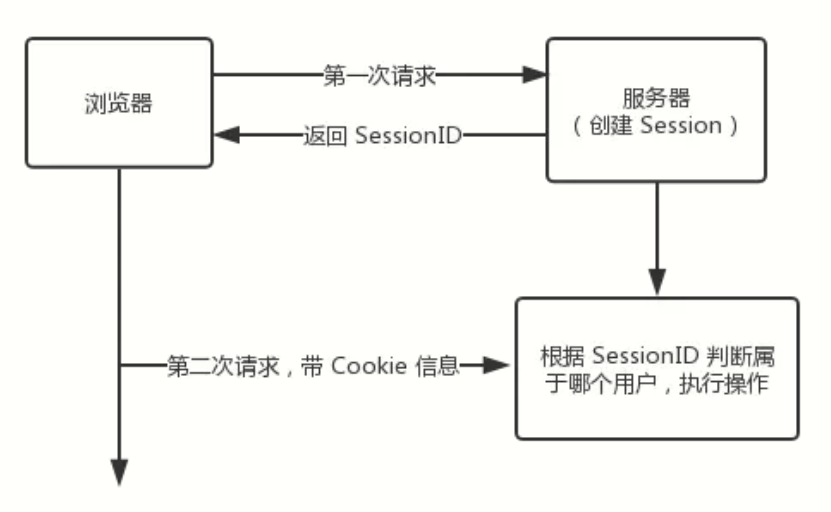 浏览器
第一次请求
服务器
（创建 Session）
返回 SessionID
第二次请求，带 Cookie 信息
根据 SessionID 判断属
于哪个用户，执行操作